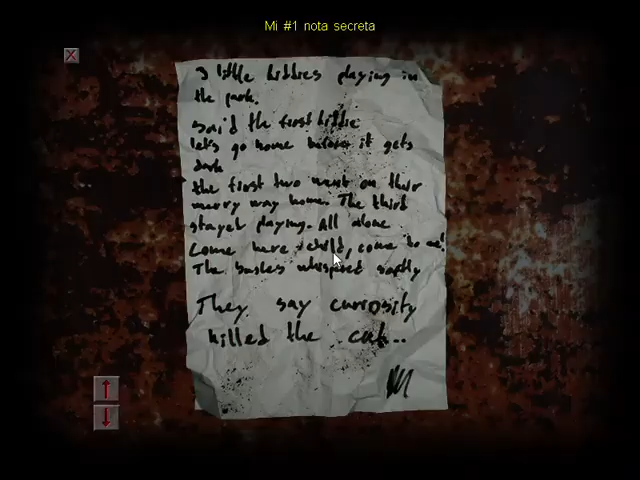 Mi #1 nota secreta
3 little kiddies playing in
the park.
said the first kiddie
let's go home before it gets
dark
the first two went on their
merry way home. The third
stayed playing. All alone
Come here child, come to me!
The bushes whispered softly
They say curiosity
killed the cat..